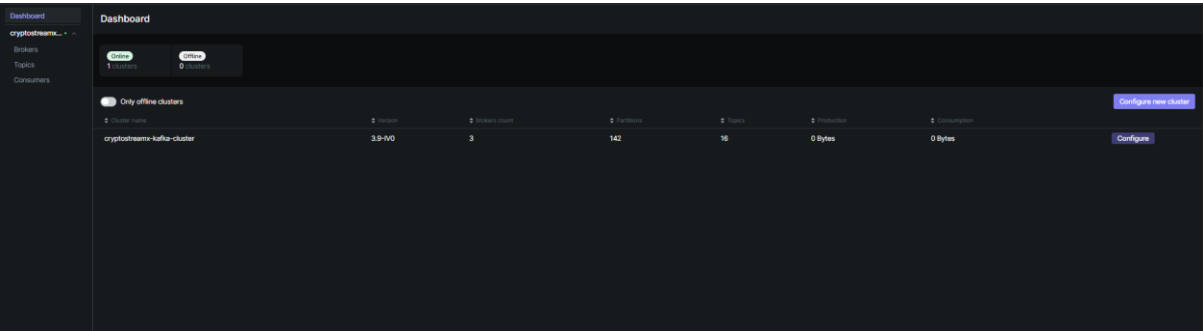 Dashboard
cryptostreamx...
Brokers
Topics
Consumers
Dashboard
Online
1 clusters
Offline
0 clusters
Only offline clusters
Configure new cluster
Cluster name Version Brokers count Partitions Topics Production Consumption
cryptostreamx-kafka-cluster 3.9-IV0 3 142 16 0 Bytes 0 Bytes Configure